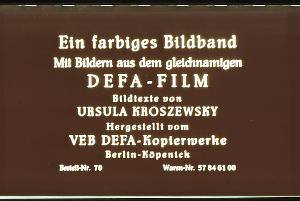 Ein farbiges Bildband
Mit Bildern aus dem gleichnamigen
DEFA-FILM
Bildtexte von
URSULA KROSZEWSKY
Hergestellt vom
VEB DEFA-Kopierwerke
Berlin-Köpenick
Bestell-Nr. 70 Waren-Nr. 57 84 61 00